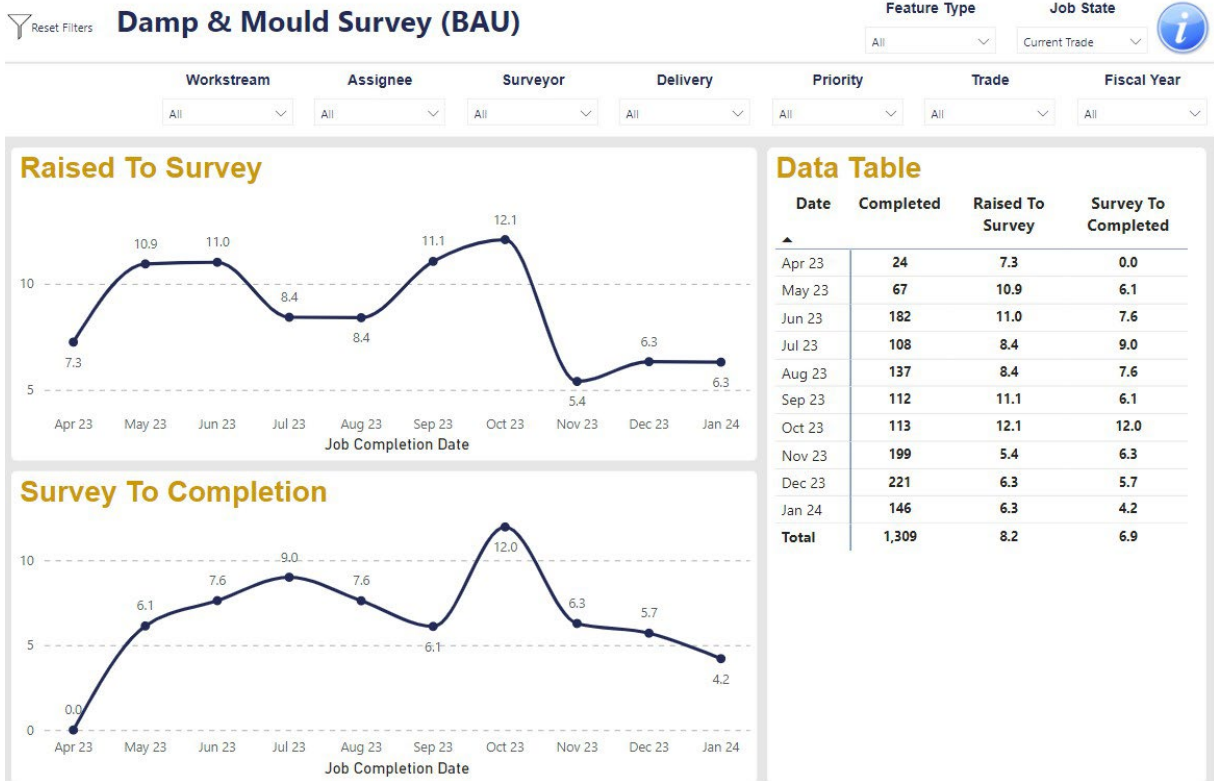 Reset Filters
Damp & Mould Survey (BAU)
Feature Type
Job State
All
Current Trade
i
Workstream
Assignee
Surveyor
Delivery
Priority
Trade
Fiscal Year
All
All
All
All
All
All
All
Raised To Survey
12.1
10.9
11.0
11.1
10
8.4
8.4
7.3
6.3
6.3
5
5.4
Apr 23 May 23 Jun 23 Jul 23 Aug 23 Sep 23 Oct 23 Nov 23 Dec 23 Jan 24
Job Completion Date
Survey To Completion
10
12.0
9.0
7.6
7.6
6.1
6.3
5.7
5
6.1
4.2
0.0
0
Apr 23 May 23 Jun 23 Jul 23 Aug 23 Sep 23 Oct 23 Nov 23 Dec 23 Jan 24
Job Completion Date
Data Table
Date Completed Raised To Survey Survey To Completed
Apr 23 24 7.3 0.0
May 23 67 10.9 6.1
Jun 23 182 11.0 7.6
Jul 23 108 8.4 9.0
Aug 23 137 8.4 7.6
Sep 23 112 11.1 6.1
Oct 23 113 12.1 12.0
Nov 23 199 5.4 6.3
Dec 23 221 6.3 5.7
Jan 24 146 6.3 4.2
Total 1,309 8.2 6.9